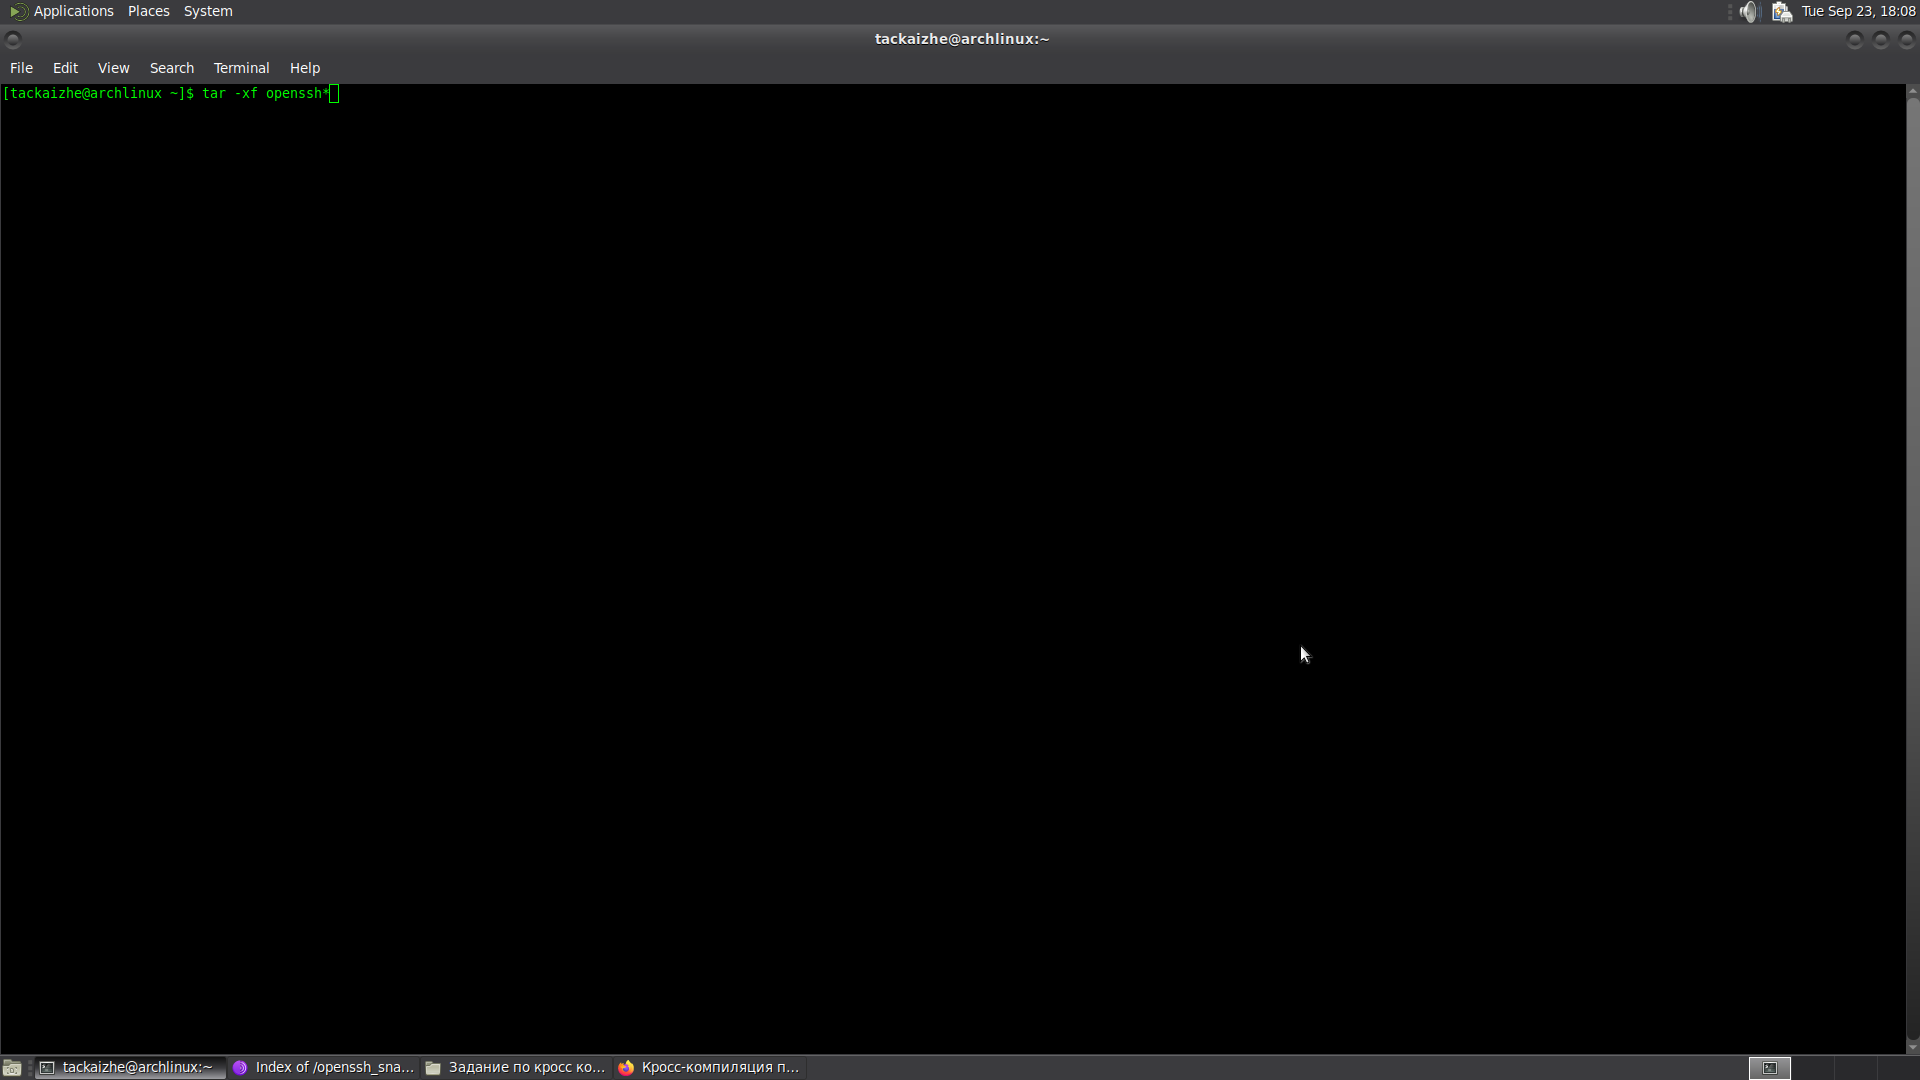 Applications Places System Tue Sep 23, 18:08
tackaizhe@archlinux:~
File Edit View Search Terminal Help
[tackaizhe@archlinux ~]$ tar -xf openssh*
tackaizhe@archlinux:~ Index of /openssh_sna... Задание по кросс ко... Кросс-компиляция п...